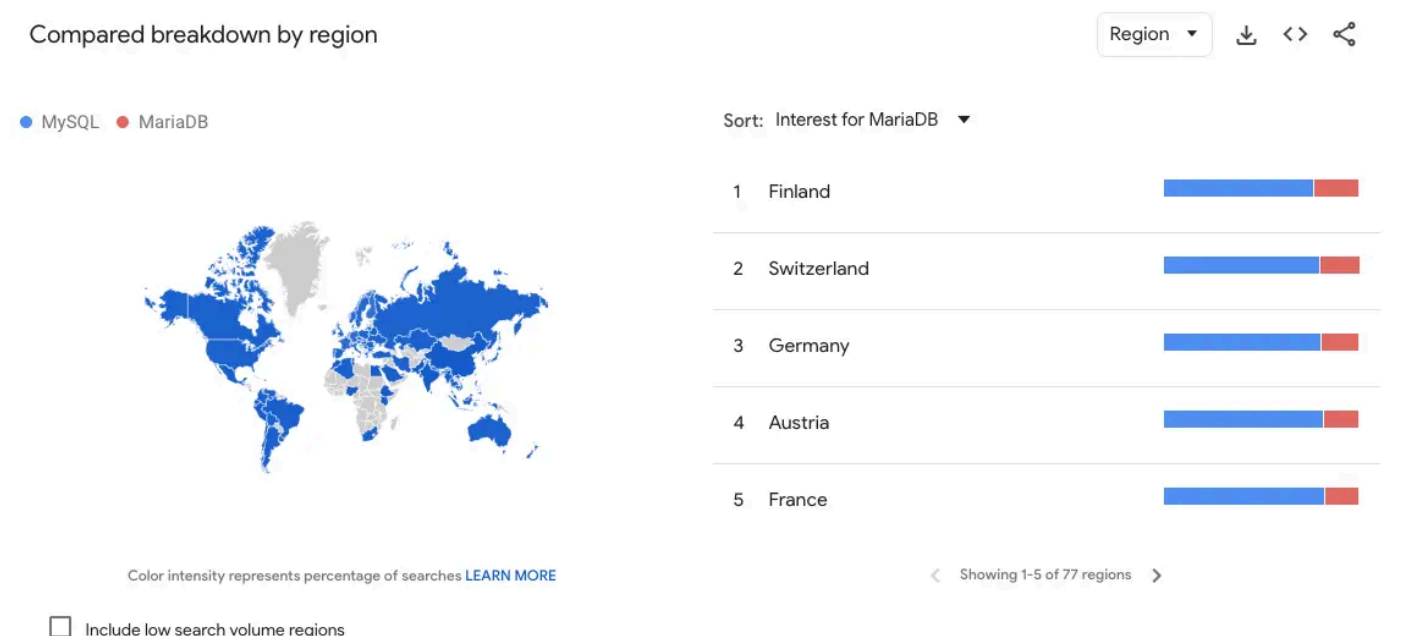 Compared breakdown by region
Region
MySQL MariaDB
Sort: Interest for MariaDB
1 Finland
2 Switzerland
3 Germany
4 Austria
5 France
Color intensity represents percentage of searches LEARN MORE
Showing 1-5 of 77 regions
Include low search volume regions